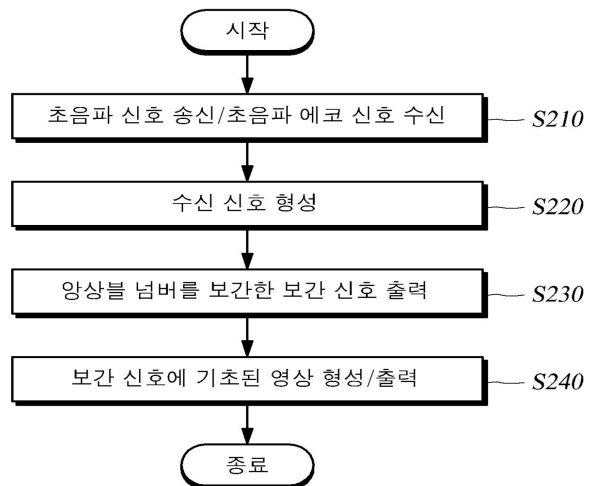 시작
초음파 신호 송신/초음파 에코 신호 수신
S210
수신 신호 형성
S220
앙상블 넘버를 보간한 보간 신호 출력
S230
보간 신호에 기초된 영상 형성/출력
S240
종료